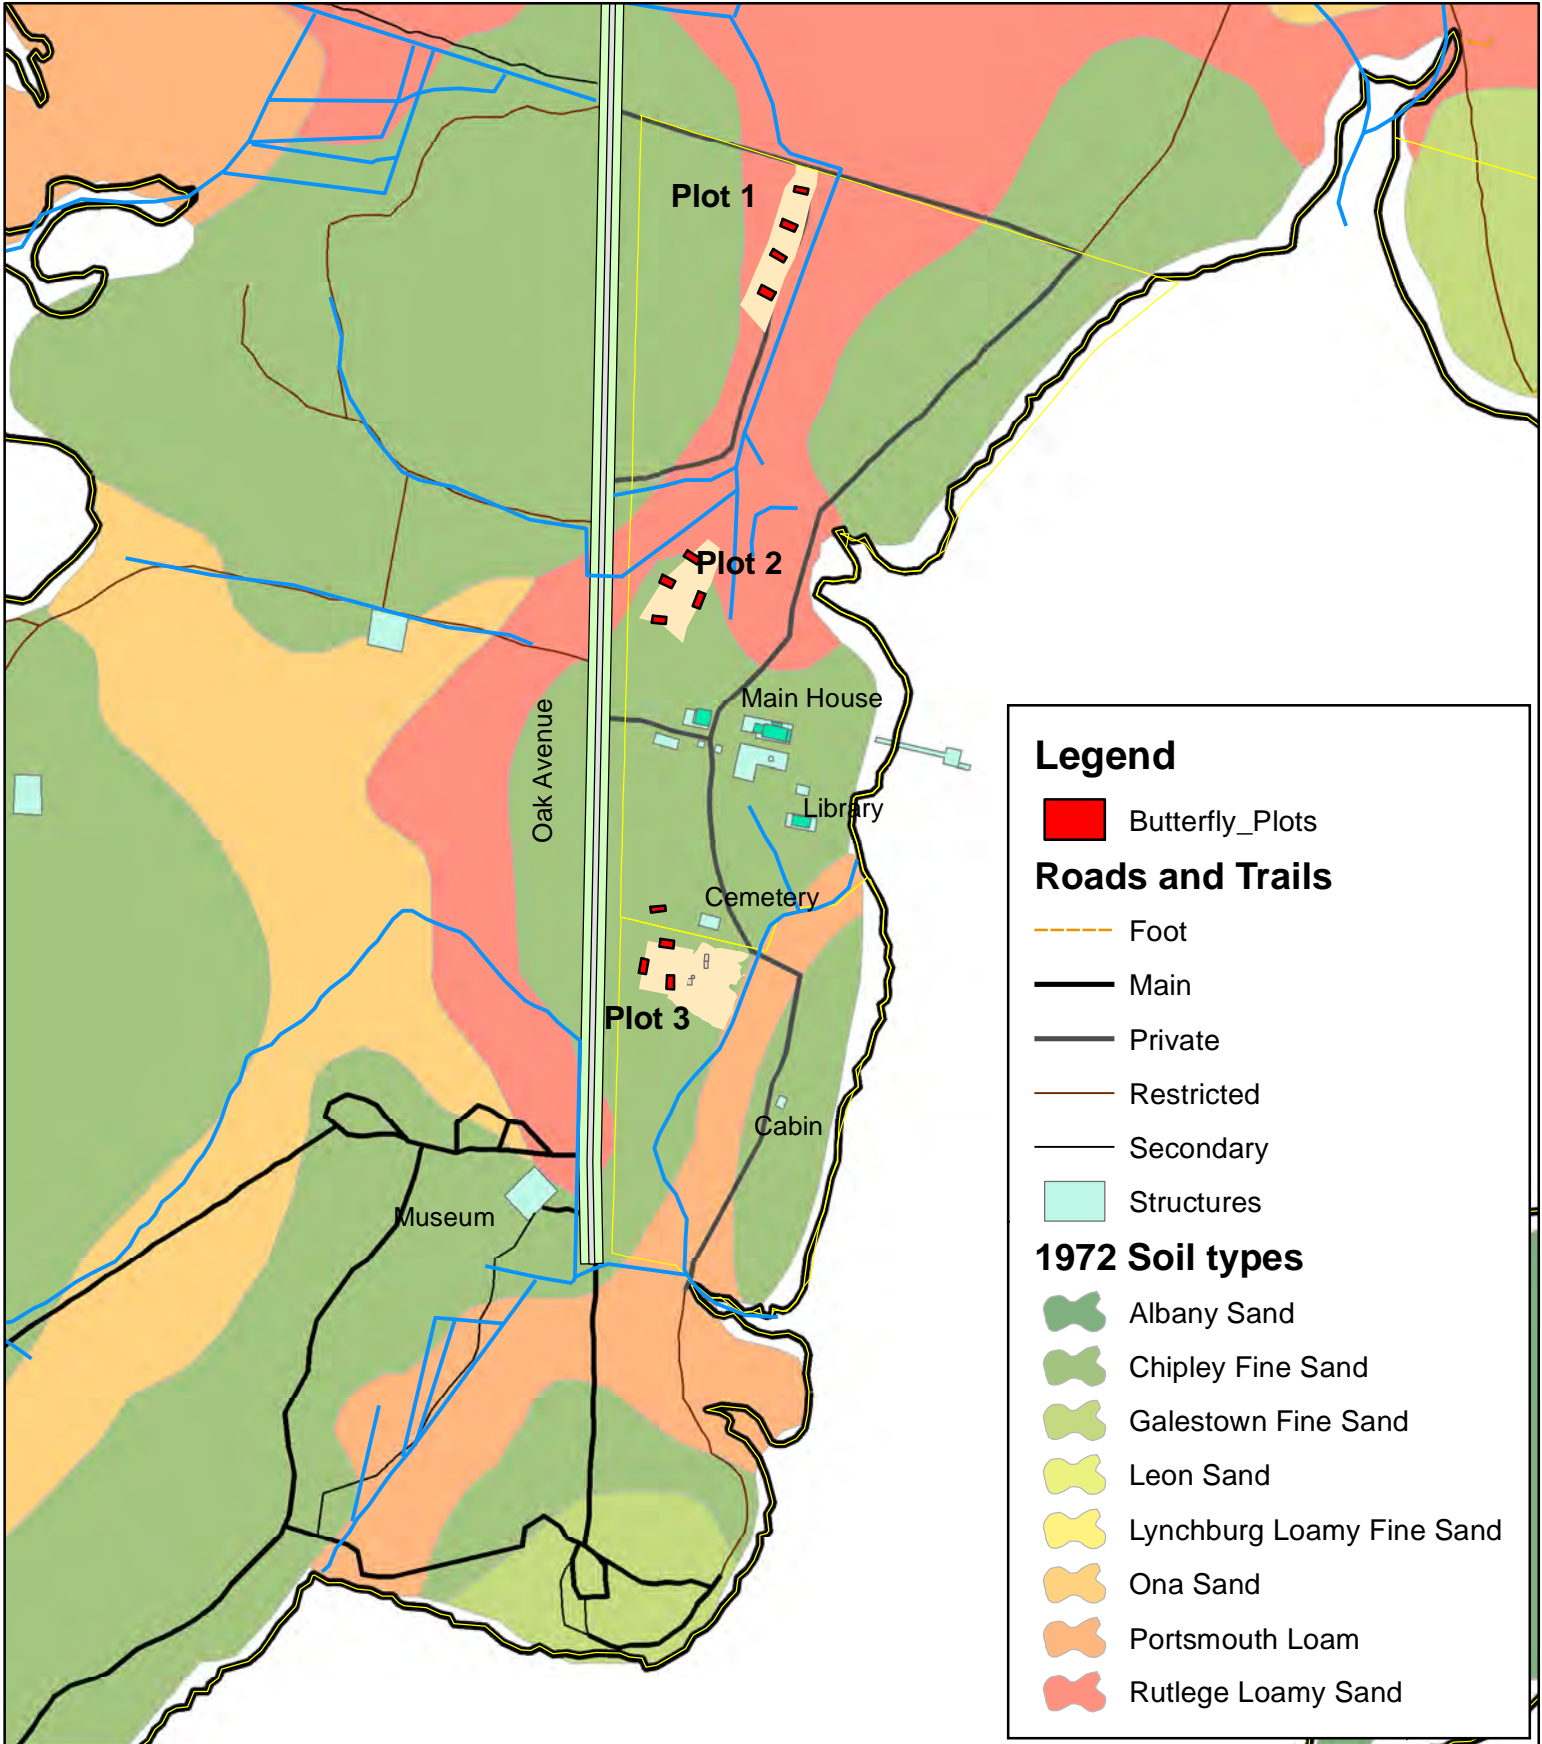 Plot 1
Plot 2
Main House
Oak Avenue
Library
Cemetery
Plot 3
Cabin
Museum
Legend
Butterfly_Plots
Roads and Trails
Foot
Main
Private
Restricted
Secondary
Structures
1972 Soil types
Albany Sand
Chipley Fine Sand
Galestown Fine Sand
Leon Sand
Lynchburg Loamy Fine Sand
Ona Sand
Portsmouth Loam
Rutlege Loamy Sand